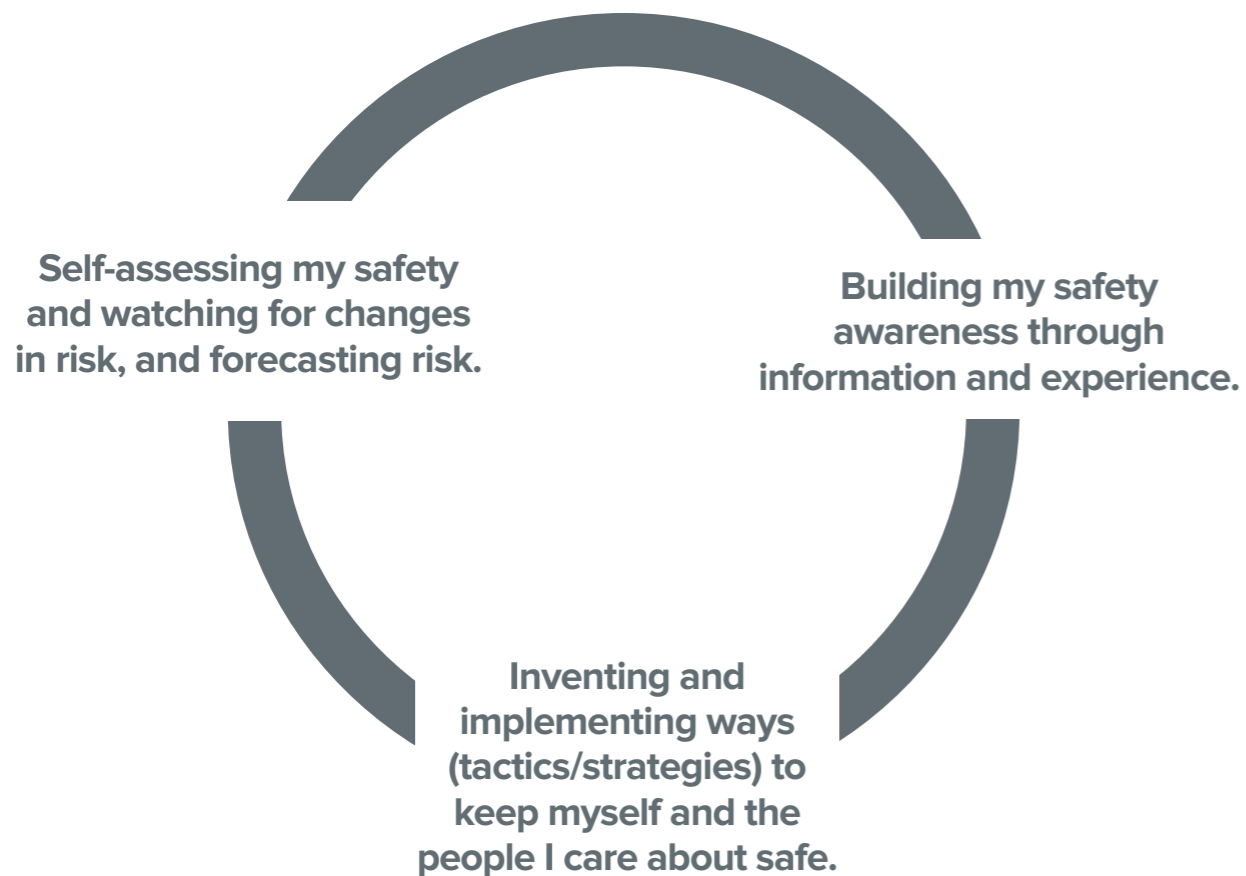 Self-assessing my safety
and watching for changes
in risk, and forecasting risk.
Building my safety
awareness through
information and experience.
Inventing and
implementing ways
(tactics/strategies) to
keep myself and the
people I care about safe.